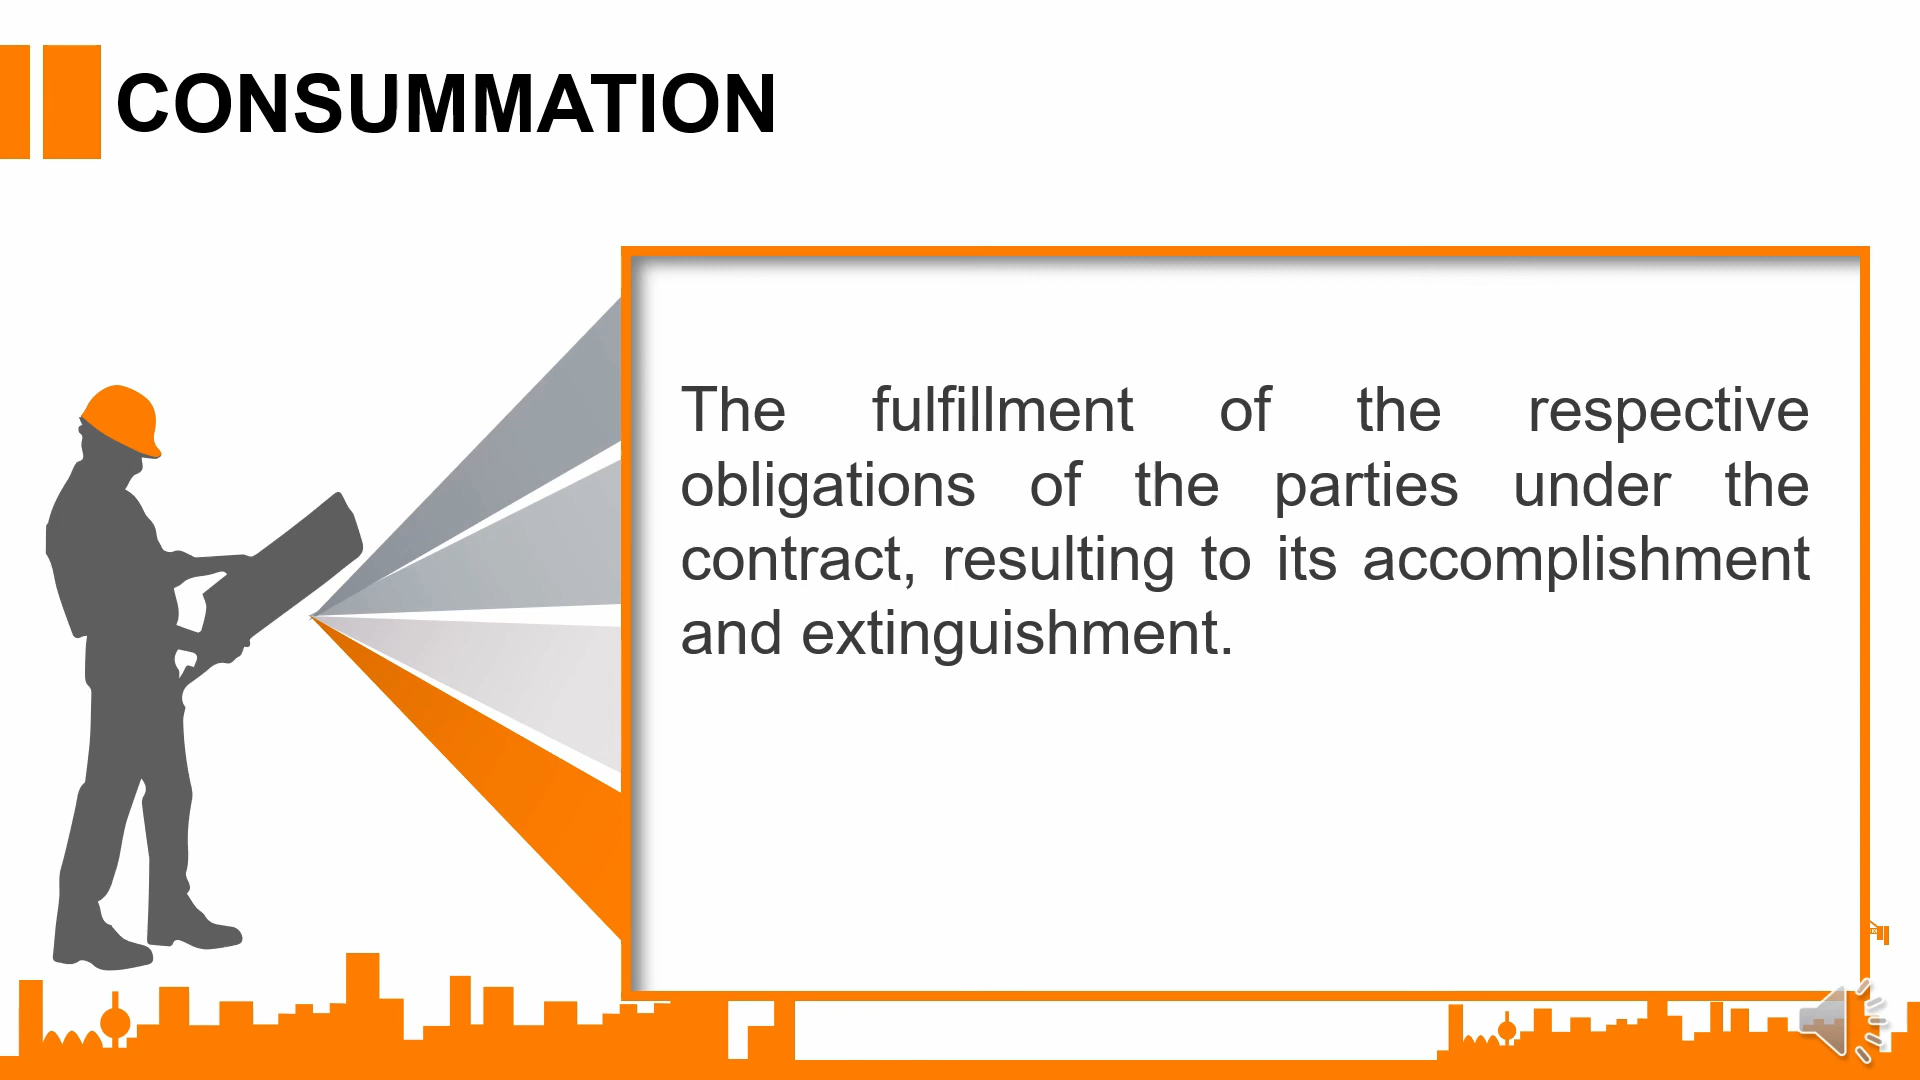 CONSUMMATION
The fulfillment of the respective
obligations of the parties under the
contract, resulting to its accomplishment
and extinguishment.